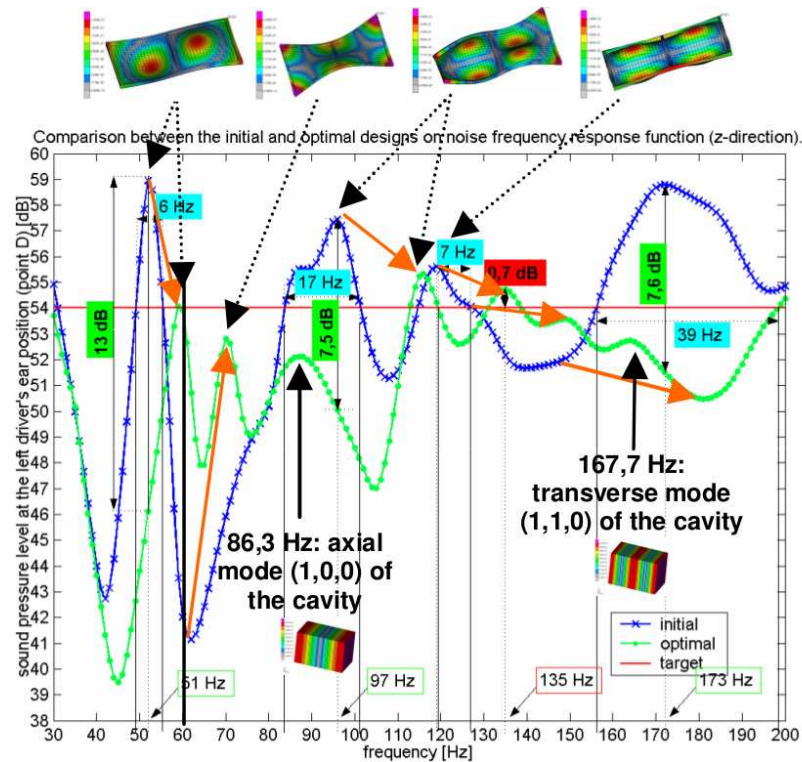 Comparison between the initial and optimal designs on noise frequency response function (z-direction).
sound pressure level at the left driver's ear position (point D) [dB]
60
59
58
57
56
55
54
53
52
51
50
49
48
47
46
45
44
43
42
41
40
39
38
6 Hz
13 dB
17 Hz
7,5 dB
7 Hz
0,7 dB
7,6 dB
39 Hz
86,3 Hz: axial
mode (1,0,0) of
the cavity
167,7 Hz:
transverse mode
(1,1,0) of the
cavity
initial
optimal
target
51 Hz
97 Hz
135 Hz
173 Hz
30 40 50 60 70 80 90 100 110 120 130 140 150 160 170 180 190 200
frequency [Hz]